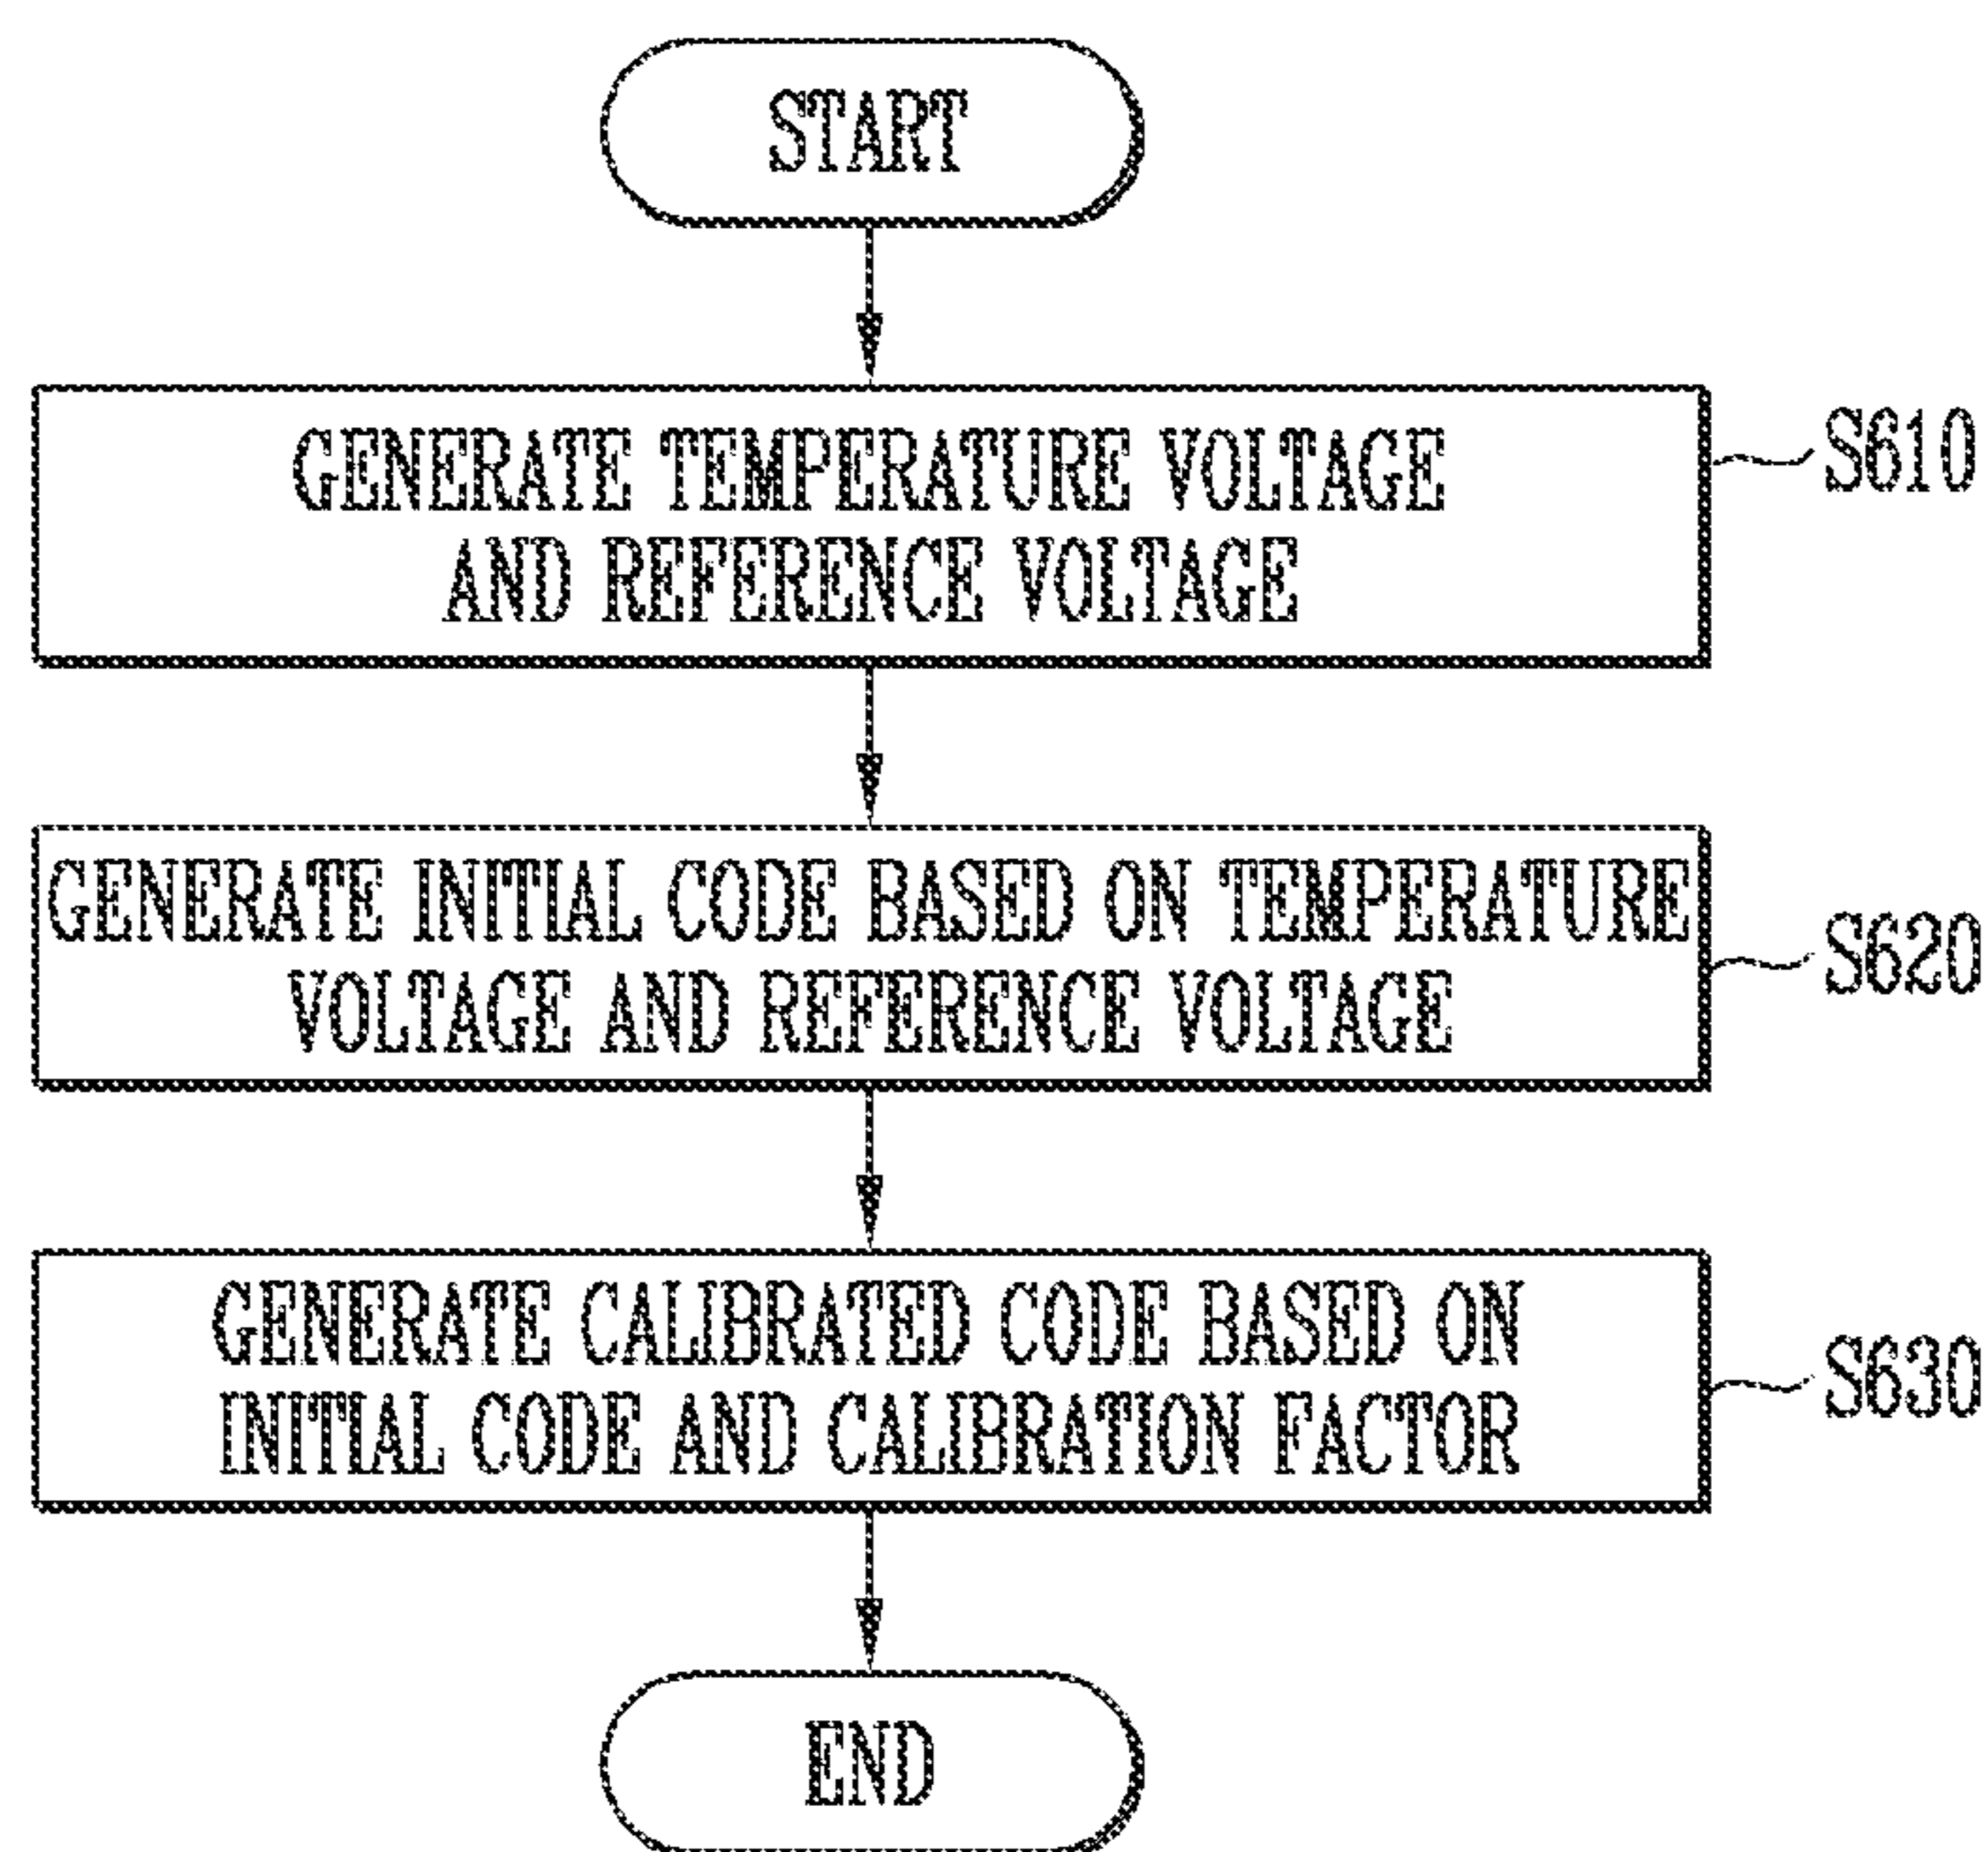 START
GENERATE TEMPERATURE VOLTAGE
AND REFERENCE VOLTAGE
S610
GENERATE INITIAL CODE BASED ON TEMPERATURE
VOLTAGE AND REFERENCE VOLTAGE
S620
GENERATE CALIBRATED CODE BASED ON
INITIAL CODE AND CALIBRATION FACTOR
S630
END